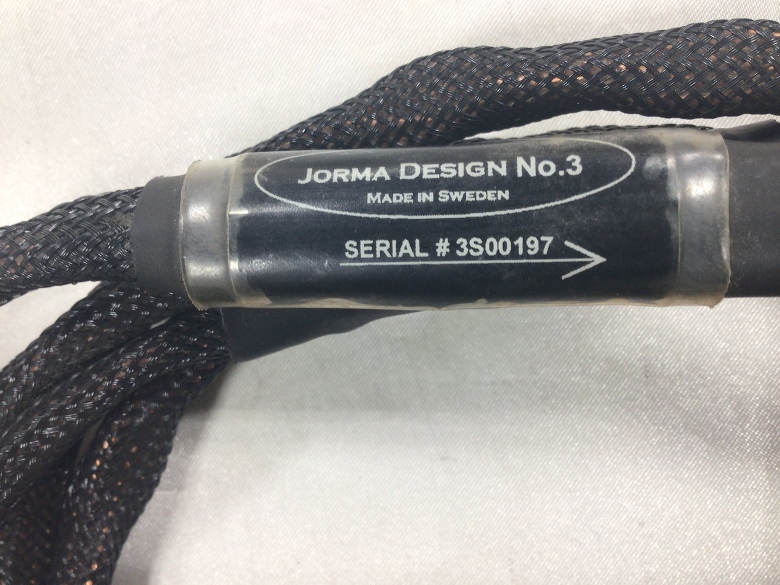 JORMA DESIGN No.3
MADE IN SWEDEN
SERIAL # 3S00197